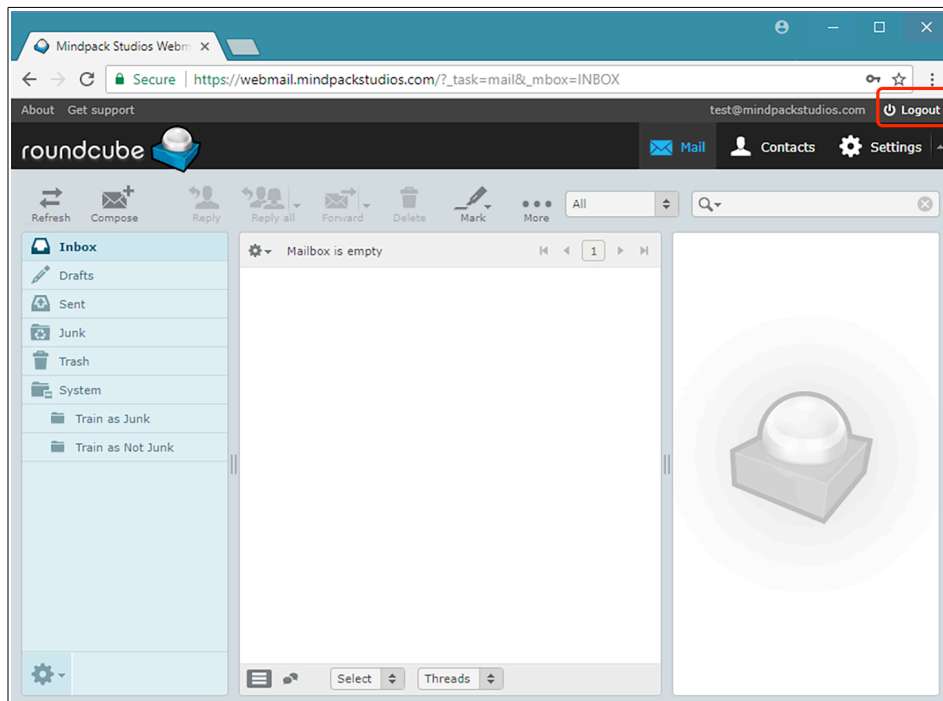 Mindpack Studios Webm
Secure https://webmail.mindpackstudios.com/?_task=mail&_mbox=INBOX
About Get support test@mindpackstudios.com Logout
roundcube Mail Contacts Settings
Refresh Compose Reply Reply all Forward Delete Mark More All
Inbox Mailbox is empty 1
Drafts
Sent
Junk
Trash
System
Train as Junk
Train as Not Junk
Select Threads